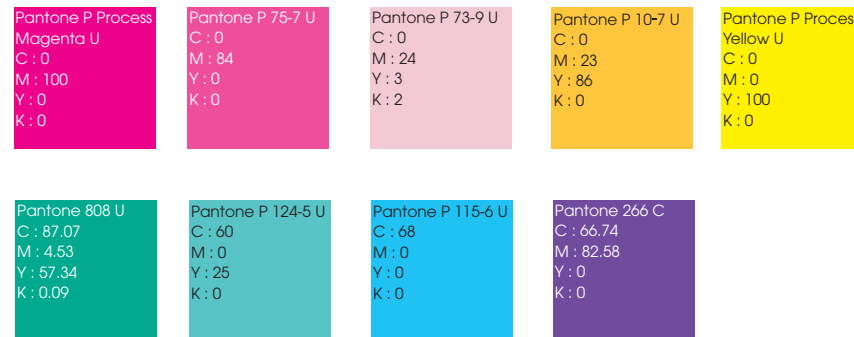 Pantone P Process
Magenta U
C : 0
M : 100
Y : 0
K : 0
Pantone P 75-7 U
C : 0
M : 84
Y : 0
K : 0
Pantone P 73-9 U
C : 0
M : 24
Y : 3
K : 2
Pantone P 10-7 U
C : 0
M : 23
Y : 86
K : 0
Pantone P Proces
Yellow U
C : 0
M : 0
Y : 100
K : 0
Pantone 808 U
C : 87.07
M : 4.53
Y : 57.34
K : 0.09
Pantone P 124-5 U
C : 60
M : 0
Y : 25
K : 0
Pantone P 115-6 U
C : 68
M : 0
Y : 0
K : 0
Pantone 266 C
C : 66.74
M : 82.58
Y : 0
K : 0